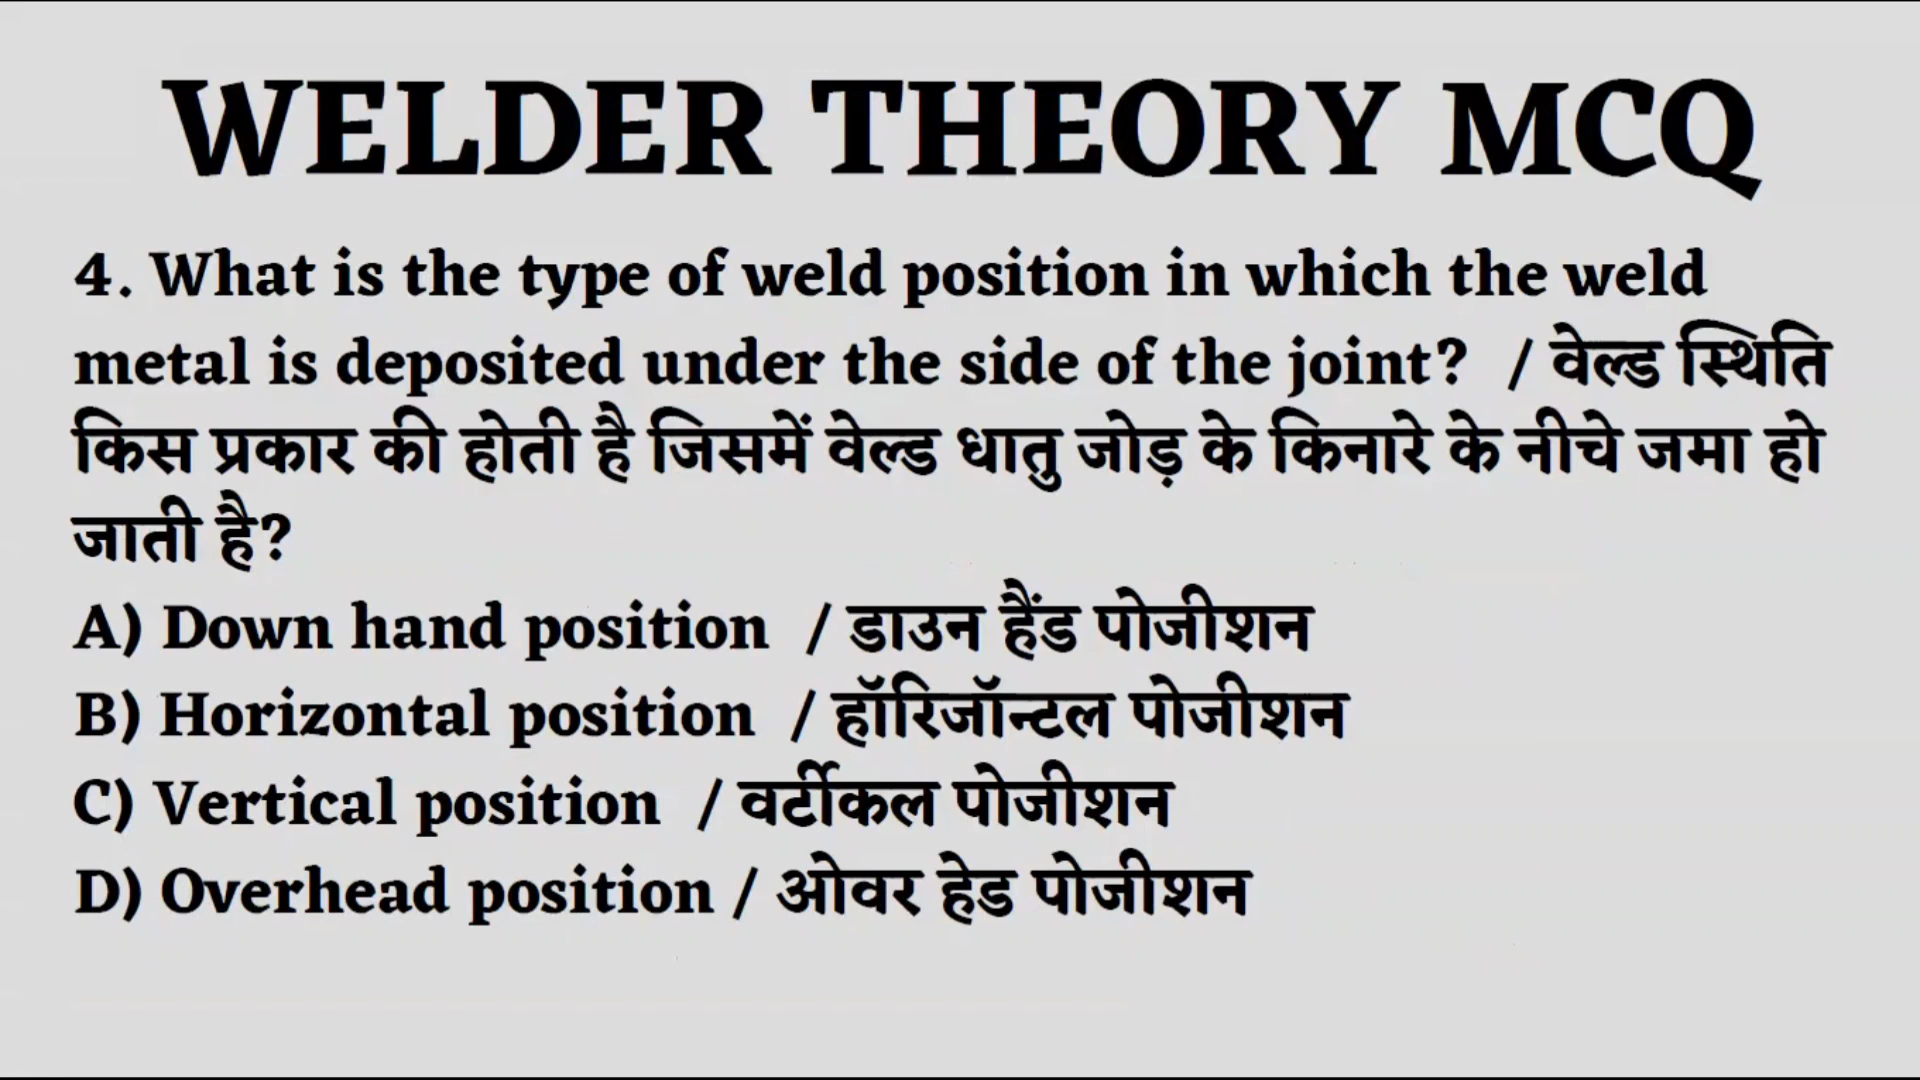 WELDER THEORY MCQ
4. What is the type of weld position in which the weld
metal is deposited under the side of the joint? / वेल्ड स्थिति
किस प्रकार की होती है जिसमें वेल्ड धातु जोड़ के किनारे के नीचे जमा हो
जाती है?
A) Down hand position / डाउन हैंड पोजीशन
B) Horizontal position / हॉरिजॉन्टल पोजीशन
C) Vertical position / वर्टीकल पोजीशन
D) Overhead position / ओवर हेड पोजीशन